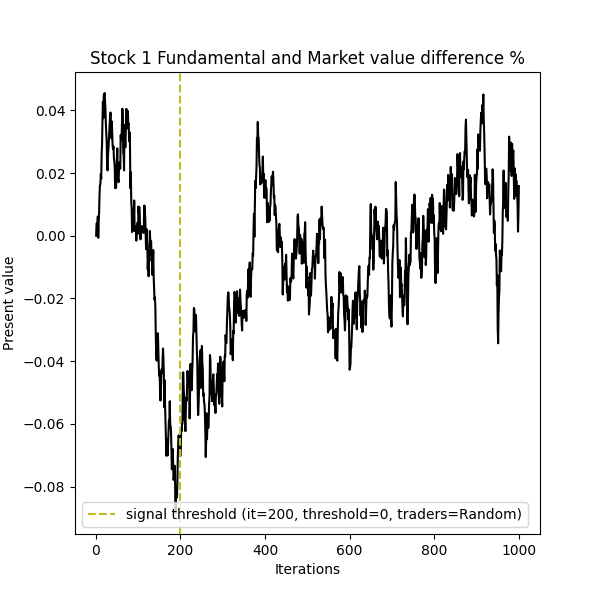 Stock 1 Fundamental and Market value difference %
Present value
0.04
0.02
0.00
−0.02
−0.04
−0.06
−0.08
signal threshold (it=200, threshold=0, traders=Random)
0 200 400 600 800 1000
Iterations